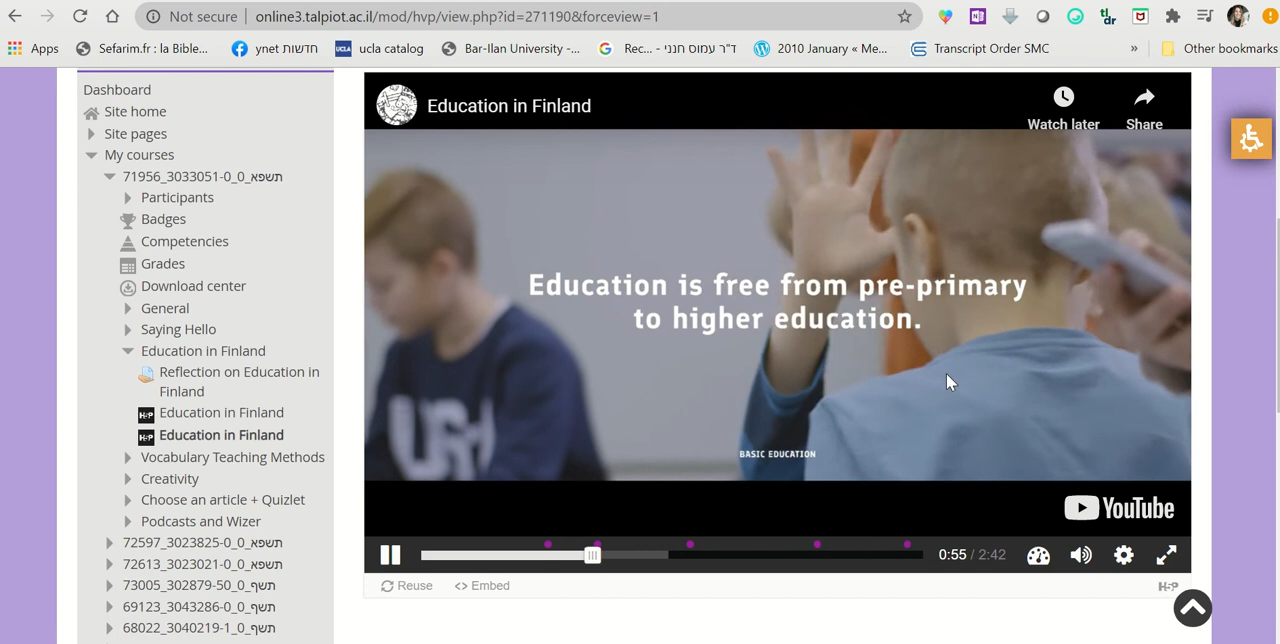 Not secure | online3.talpiot.ac.il/mod/hvp/view.php?id=271190&forceview=1
Apps Sefarim.fr : la Bible... ynet חדשות UCLA ucla catalog Bar-Ilan University -... Rec... - ד"ר עמוס חנני 2010 January « Me... Transcript Order SMC » Other bookmarks
Dashboard
Site home
Site pages
My courses
71956_3033051-0_0_תשפא
Participants
Badges
Competencies
Grades
Download center
General
Saying Hello
Education in Finland
Reflection on Education in
Finland
H5P Education in Finland
H5P Education in Finland
Vocabulary Teaching Methods
Creativity
Choose an article + Quizlet
Podcasts and Wizer
72597_3023825-0_0_תשפא
72613_3023021-0_0_תשפא
73005_302879-50_0_תשף
69123_3043286-0_0_תשף
68022_3040219-1_0_תשף
Education in Finland
Watch later Share
Education is free from pre-primary
to higher education.
BASIC EDUCATION
YouTube
0:55 / 2:42
Reuse <> Embed H5P